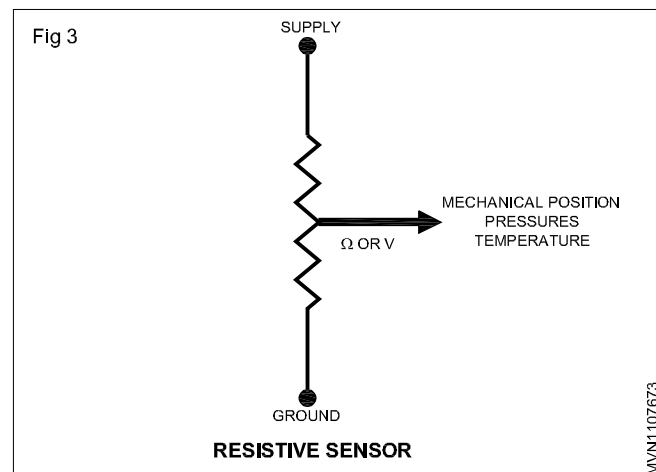 Fig 3
SUPPLY
MECHANICAL POSITION
PRESSURES
TEMPERATURE
Ω OR V
GROUND
RESISTIVE SENSOR
MVN1107673